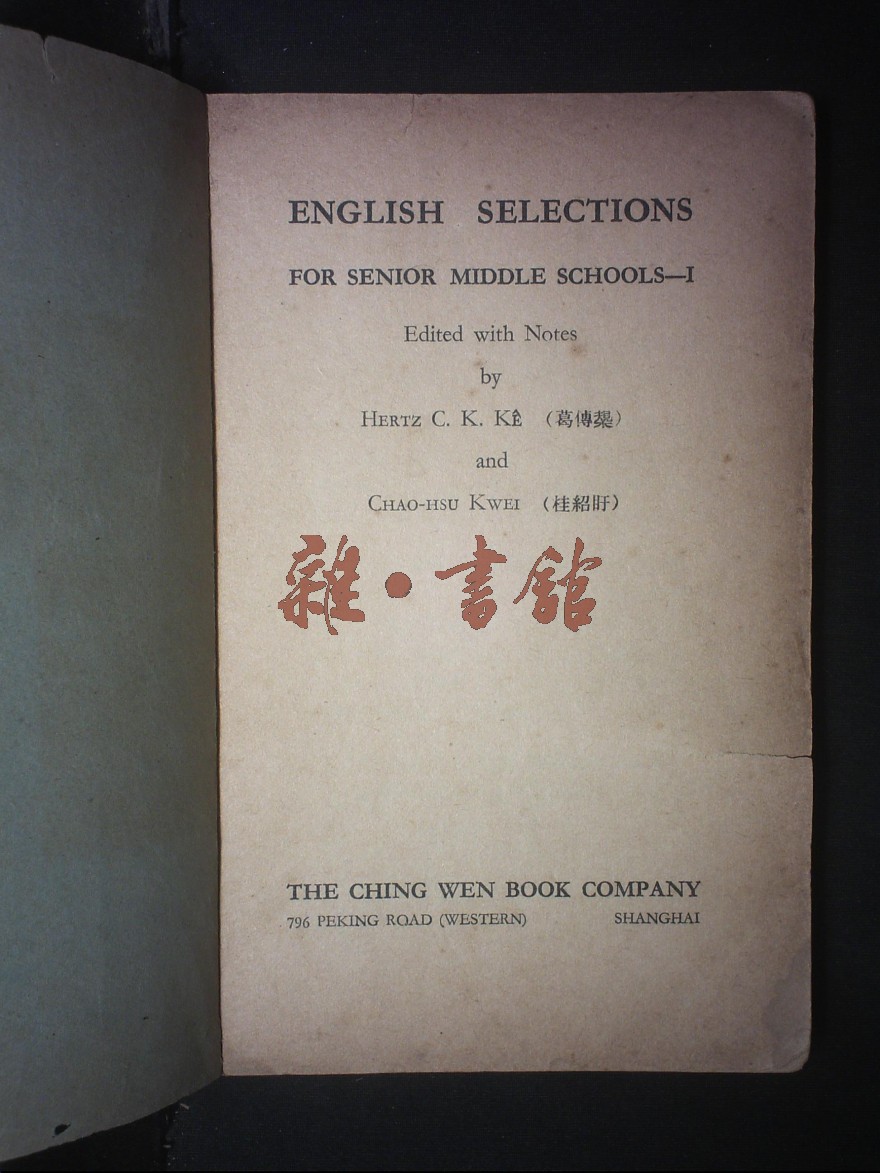 ENGLISH SELECTIONS
FOR SENIOR MIDDLE SCHOOLS—I
Edited with Notes
by
HERTZ C. K. KÊ (葛傳槼)
and
CHAO-HSU KWEI (桂紹盱)
雜·書館
THE CHING WEN BOOK COMPANY
796 PEKING ROAD (WESTERN) SHANGHAI